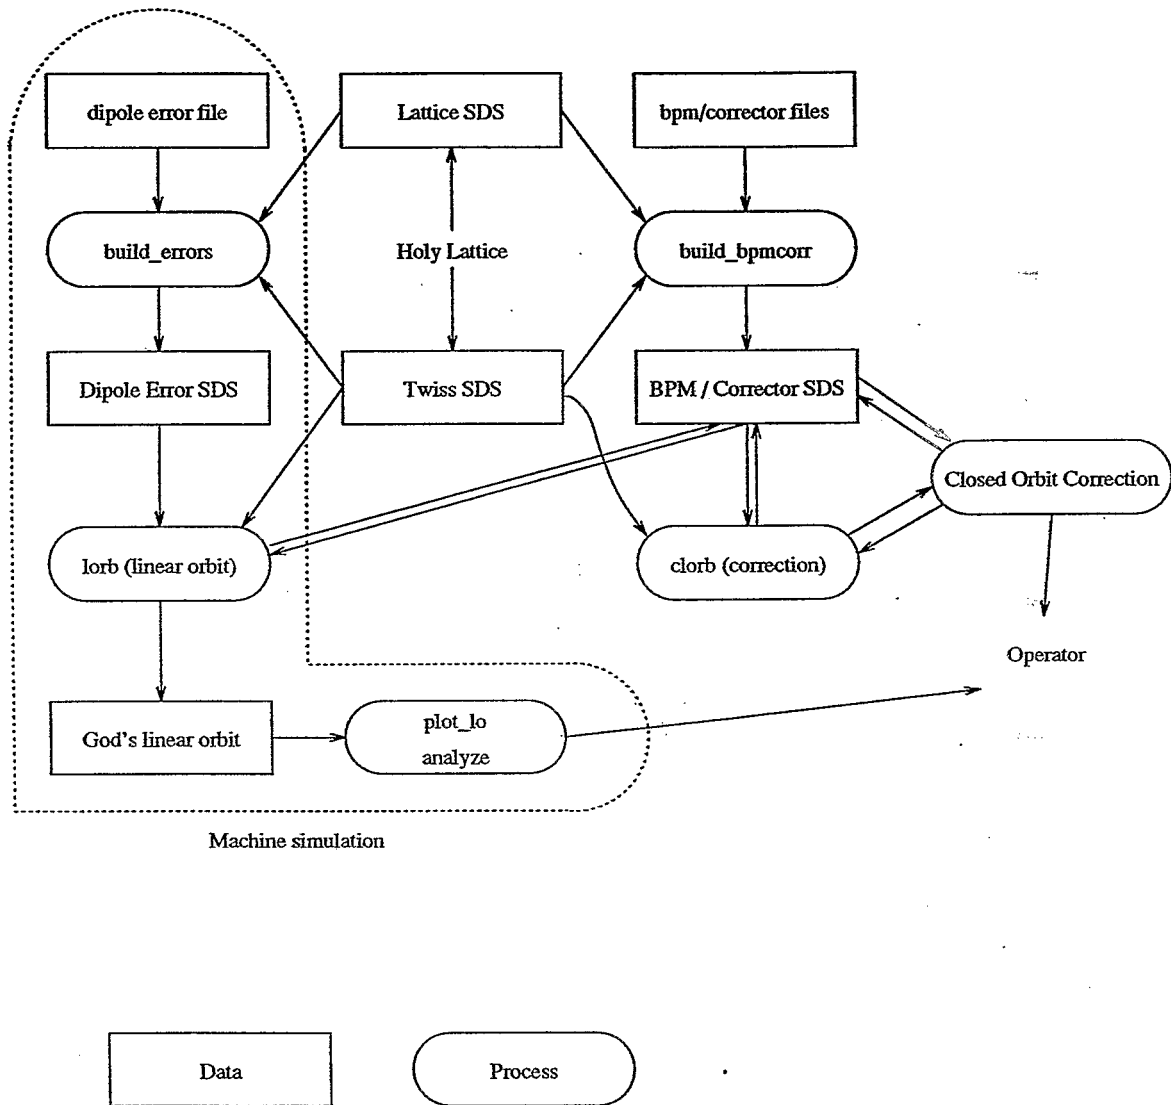 dipole error file
Lattice SDS
bpm/corrector files
build_errors
Holy Lattice
build_bpmcorr
Dipole Error SDS
Twiss SDS
BPM / Corrector SDS
Closed Orbit Correction
lorb (linear orbit)
clorb (correction)
Operator
God's linear orbit
plot_lo
analyze
Machine simulation
Data
Process